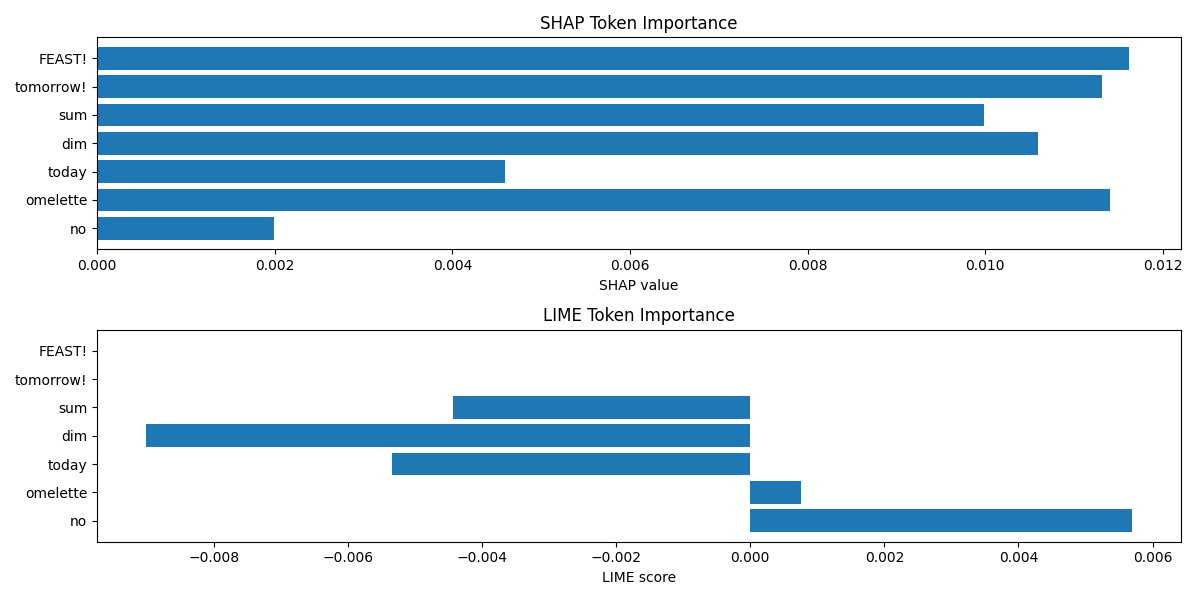 SHAP Token Importance
FEAST!
tomorrow!
sum
dim
today
omelette
no
0.000 0.002 0.004 0.006 0.008 0.010 0.012
SHAP value
LIME Token Importance
FEAST!
tomorrow!
sum
dim
today
omelette
no
−0.008 −0.006 −0.004 −0.002 0.000 0.002 0.004 0.006
LIME score